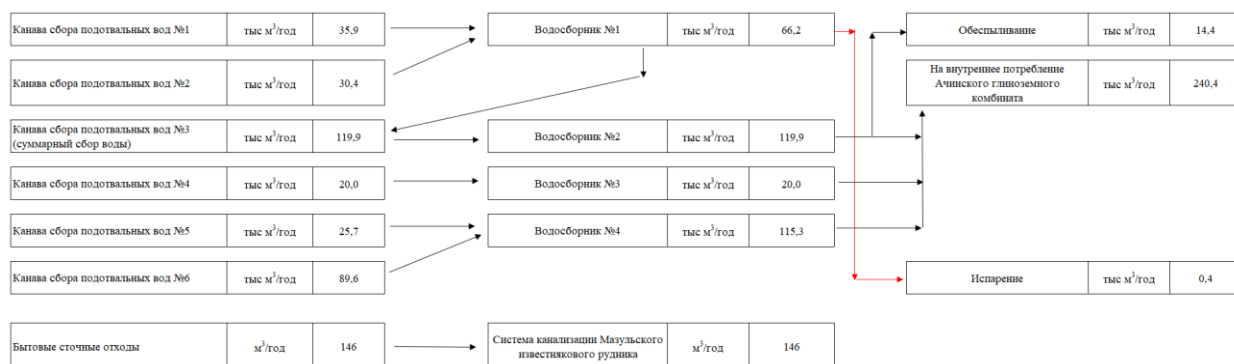 Канава сбора подотвальных вод №1 тыс м³/год 35,9
Водосборник №1 тыс м³/год 66,2
Обеспыливание тыс м³/год 14,4
Канава сбора подотвальных вод №2 тыс м³/год 30,4
На внутреннее потребление
Ачинского глиноземного
комбината
тыс м³/год 240,4
Канава сбора подотвальных вод №3
(суммарный сбор воды)
тыс м³/год 119,9
Водосборник №2 тыс м³/год 119,9
Канава сбора подотвальных вод №4 тыс м³/год 20,0
Водосборник №3 тыс м³/год 20,0
Канава сбора подотвальных вод №5 тыс м³/год 25,7
Водосборник №4 тыс м³/год 115,3
Канава сбора подотвальных вод №6 тыс м³/год 89,6
Испарение тыс м³/год 0,4
Бытовые сточные отходы м³/год 146
Система канализации Мазульского
известнякового рудника
м³/год 146